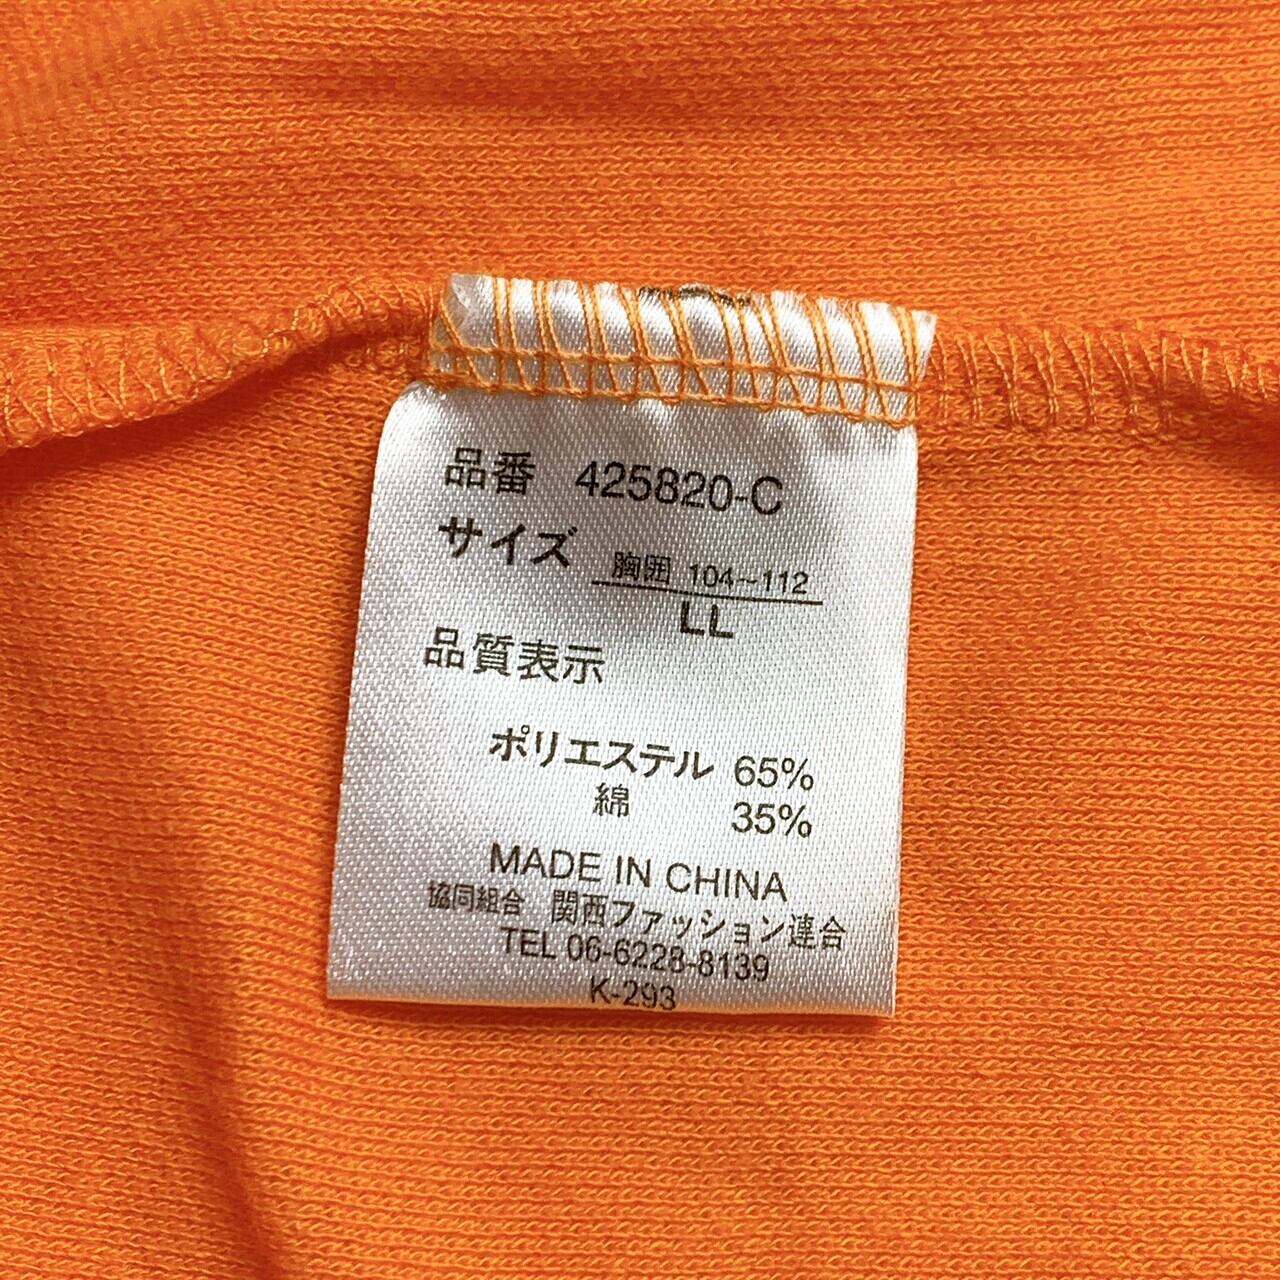 品番 425820-C
サイズ 胸囲 104~112
LL
品質表示
ポリエステル 65%
綿 35%
MADE IN CHINA
協同組合 関西ファッション連合
TEL 06-6228-8139
K-293